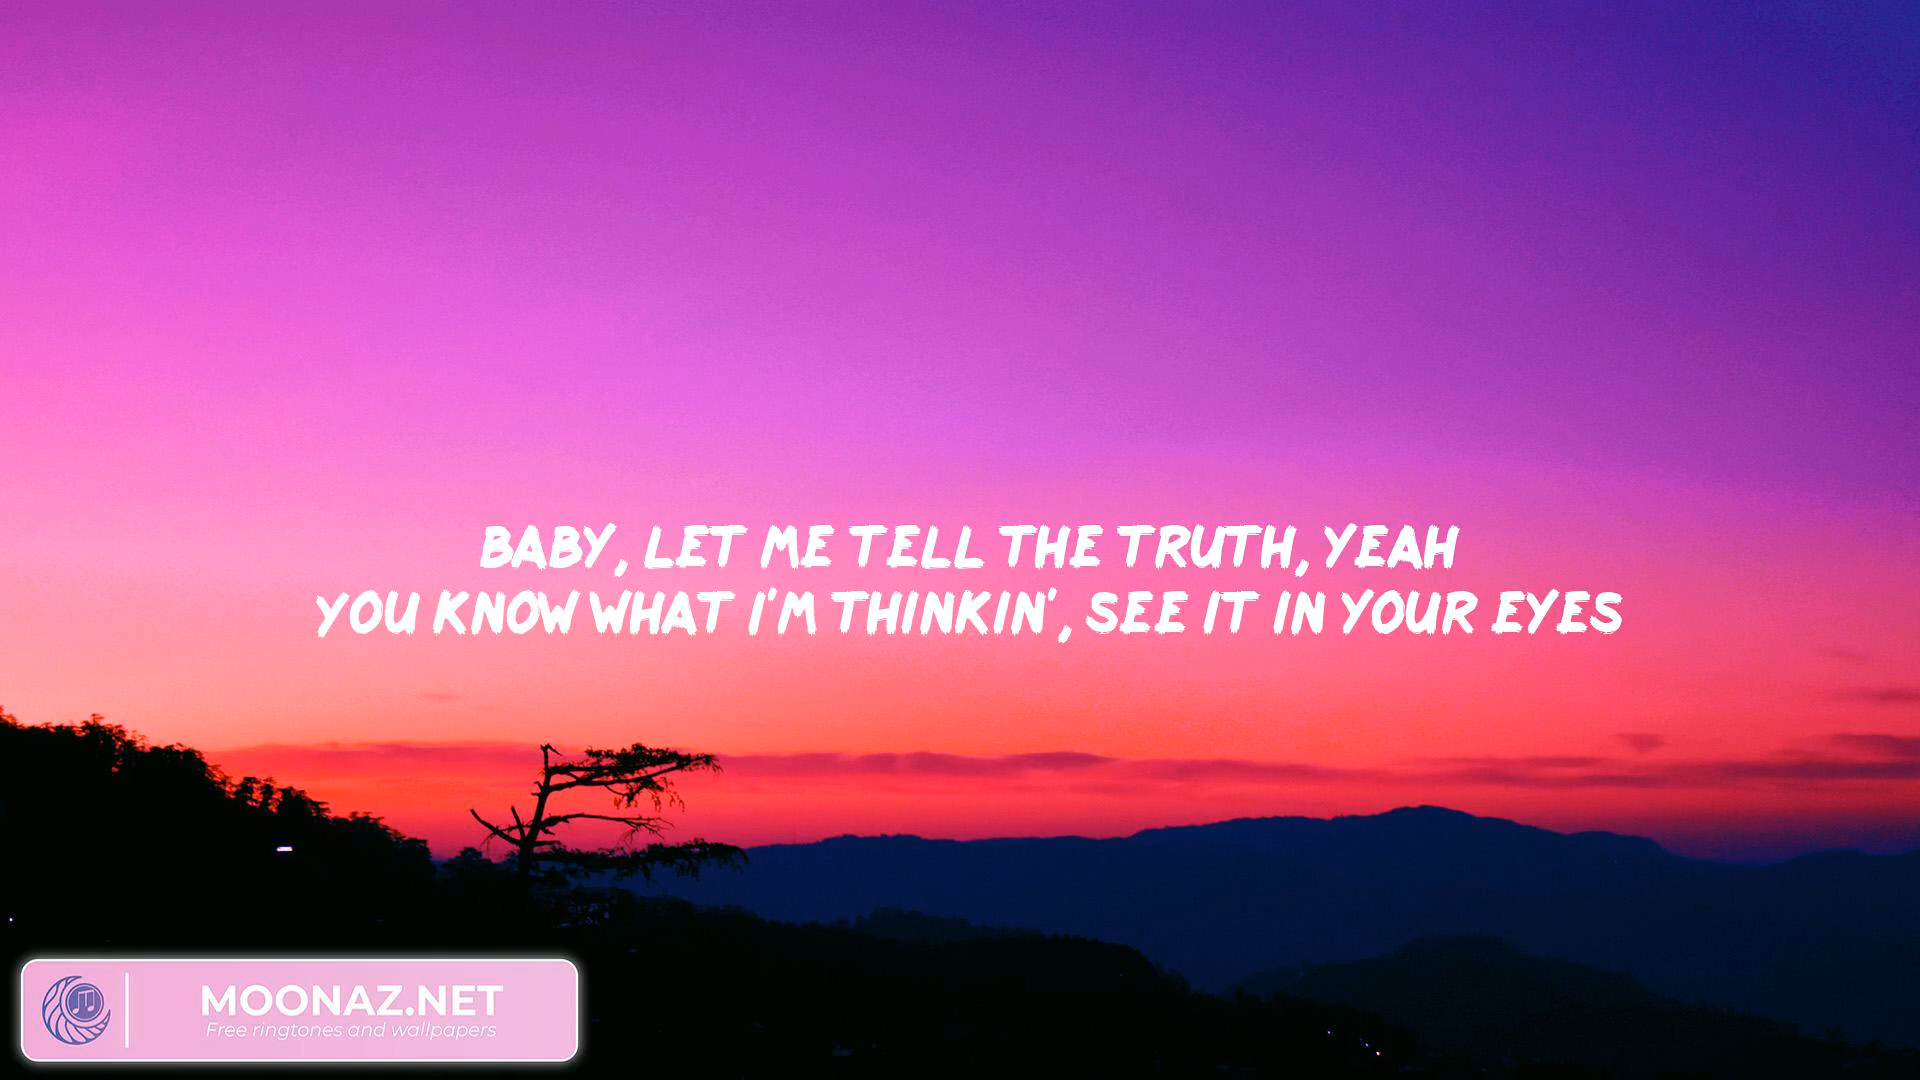 BABY, LET ME TELL THE TRUTH, YEAH
YOU KNOW WHAT I'M THINKIN', SEE IT IN YOUR EYES
MOONAZ.NET
Free ringtones and wallpapers